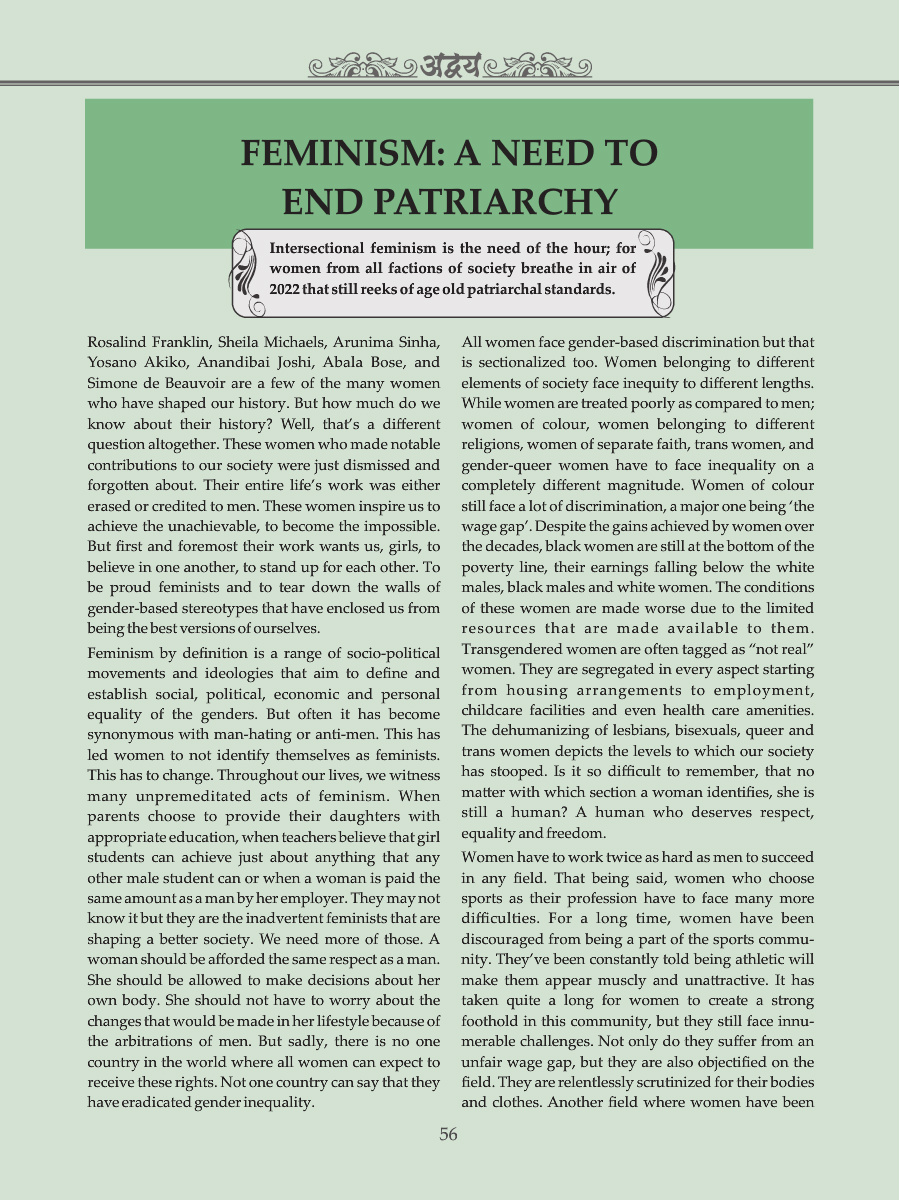 अद्वय
FEMINISM: A NEED TO
END PATRIARCHY
Intersectional feminism is the need of the hour; for
women from all factions of society breathe in air of
2022 that still reeks of age old patriarchal standards.
Rosalind Franklin, Sheila Michaels, Arunima Sinha,
Yosano Akiko, Anandibai Joshi, Abala Bose, and
Simone de Beauvoir are a few of the many women
who have shaped our history. But how much do we
know about their history? Well, that's a different
question altogether. These women who made notable
contributions to our society were just dismissed and
forgotten about. Their entire life's work was either
erased or credited to men. These women inspire us to
achieve the unachievable, to become the impossible.
But first and foremost their work wants us, girls, to
believe in one another, to stand up for each other. To
be proud feminists and to tear down the walls of
gender-based stereotypes that have enclosed us from
being the best versions of ourselves.
Feminism by definition is a range of socio-political
movements and ideologies that aim to define and
establish social, political, economic and personal
equality of the genders. But often it has become
synonymous with man-hating or anti-men. This has
led women to not identify themselves as feminists.
This has to change. Throughout our lives, we witness
many unpremeditated acts of feminism. When
parents choose to provide their daughters with
appropriate education, when teachers believe that girl
students can achieve just about anything that any
other male student can or when a woman is paid the
same amount as a man by her employer. They may not
know it but they are the inadvertent feminists that are
shaping a better society. We need more of those. A
woman should be afforded the same respect as a man.
She should be allowed to make decisions about her
own body. She should not have to worry about the
changes that would be made in her lifestyle because of
the arbitrations of men. But sadly, there is no one
country in the world where all women can expect to
receive these rights. Not one country can say that they
have eradicated gender inequality.
All women face gender-based discrimination but that
is sectionalized too. Women belonging to different
elements of society face inequity to different lengths.
While women are treated poorly as compared to men;
women of colour, women belonging to different
religions, women of separate faith, trans women, and
gender-queer women have to face inequality on a
completely different magnitude. Women of colour
still face a lot of discrimination, a major one being 'the
wage gap'. Despite the gains achieved by women over
the decades, black women are still at the bottom of the
poverty line, their earnings falling below the white
males, black males and white women. The conditions
of these women are made worse due to the limited
resources that are made available to them.
Transgendered women are often tagged as "not real"
women. They are segregated in every aspect starting
from housing arrangements to employment,
childcare facilities and even health care amenities.
The dehumanizing of lesbians, bisexuals, queer and
trans women depicts the levels to which our society
has stooped. Is it so difficult to remember, that no
matter with which section a woman identifies, she is
still a human? A human who deserves respect,
equality and freedom.
Women have to work twice as hard as men to succeed
in any field. That being said, women who choose
sports as their profession have to face many more
difficulties. For a long time, women have been
discouraged from being a part of the sports commu-
nity. They've been constantly told being athletic will
make them appear muscly and unattractive. It has
taken quite a long for women to create a strong
foothold in this community, but they still face innu-
merable challenges. Not only do they suffer from an
unfair wage gap, but they are also objectified on the
field. They are relentlessly scrutinized for their bodies
and clothes. Another field where women have been
56